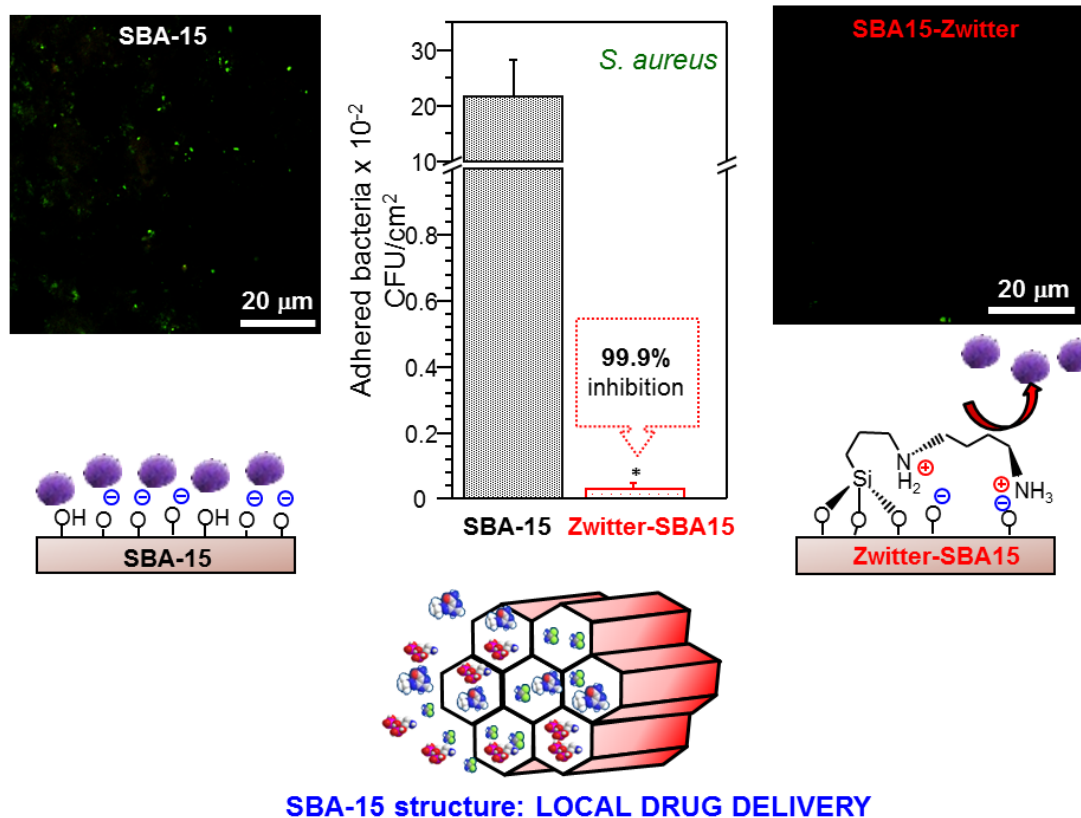 SBA-15
20 μm
Adhered bacteria x 10⁻²
CFU/cm²
30
20
10
0.8
0.6
0.4
0.2
0
S. aureus
99.9%
inhibition
*
SBA-15
Zwitter-SBA15
SBA15-Zwitter
20 μm
OH O O O OH O O
⊖ ⊖ ⊖ ⊖ ⊖
SBA-15
Si
N
H₂
⊕
⊕
NH₃
⊖
⊖
O O O O O
Zwitter-SBA15
SBA-15 structure: LOCAL DRUG DELIVERY